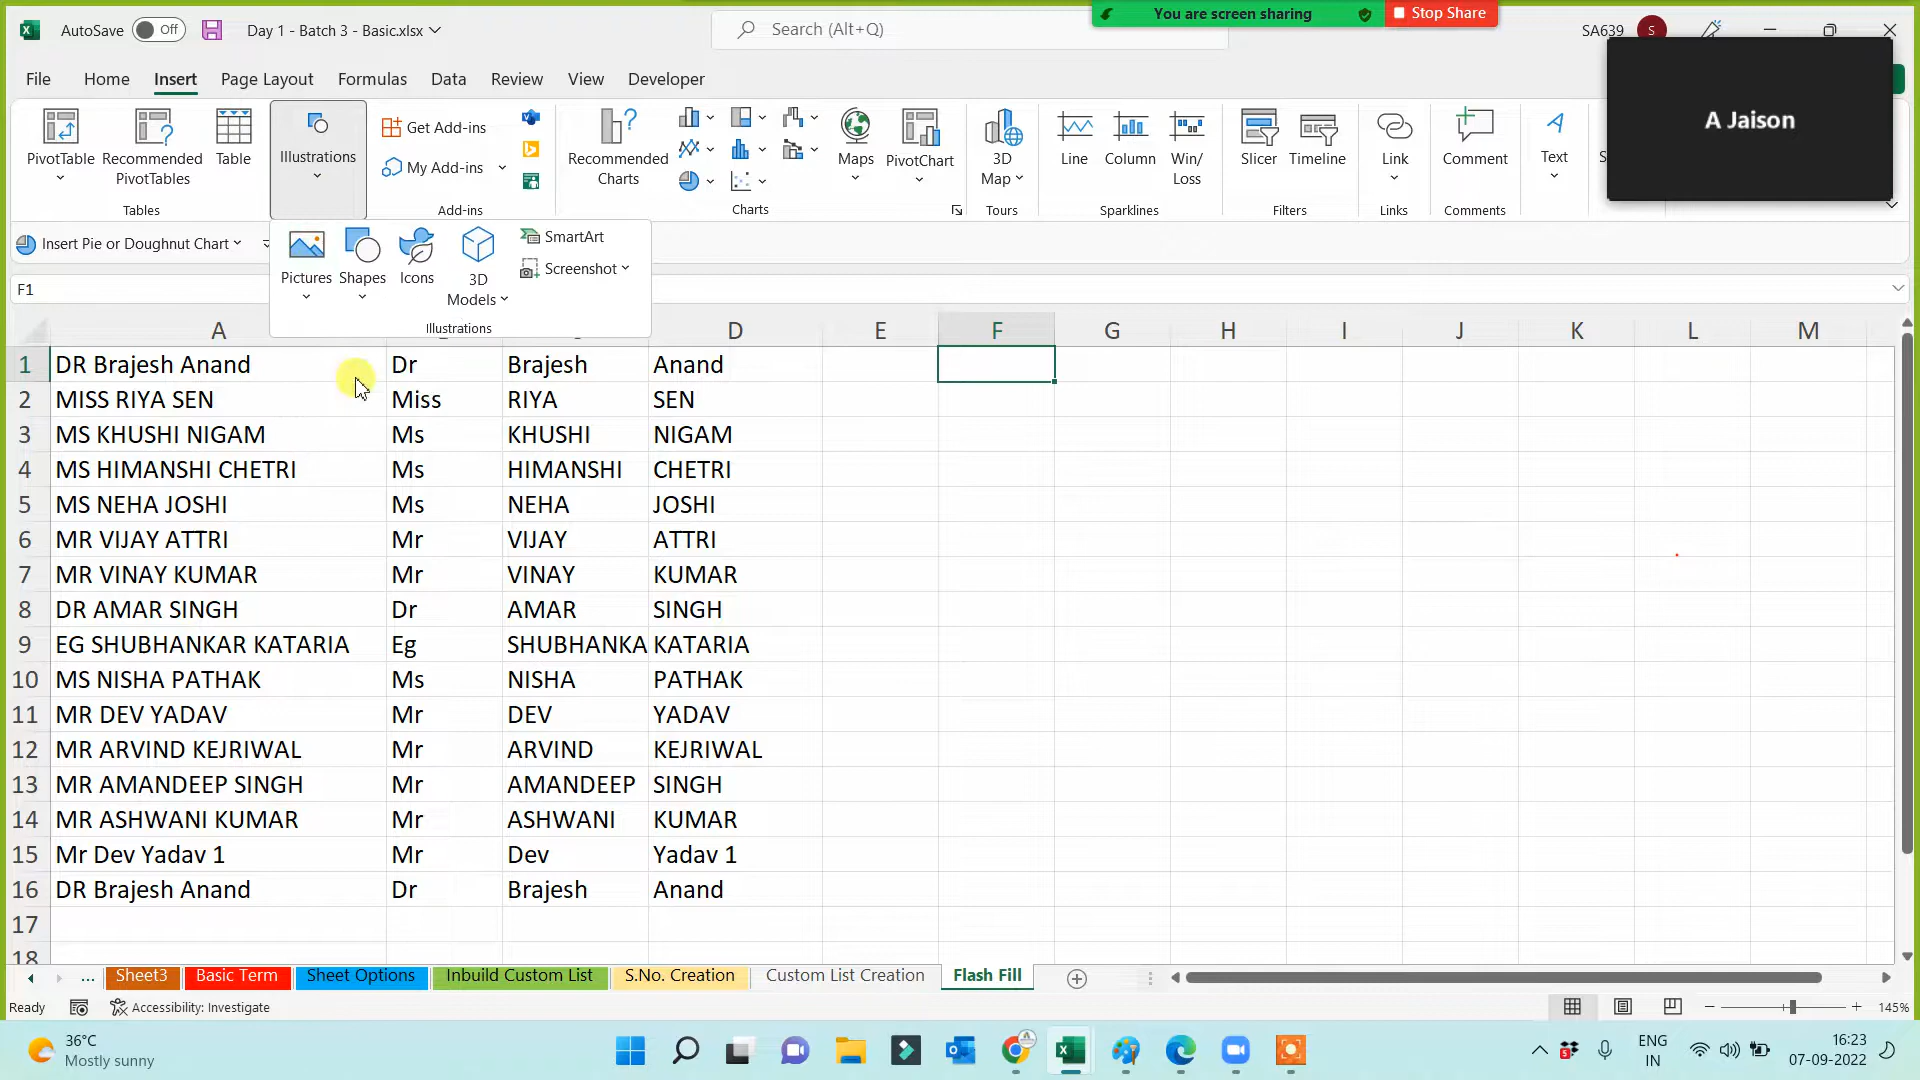 You are screen sharing
Stop Share
AutoSave Off
Day 1 - Batch 3 - Basic.xlsx
Search (Alt+Q)
SA639
S
A Jaison
File Home Insert Page Layout Formulas Data Review View Developer
PivotTable
Recommended PivotTables
Table
Tables
Illustrations
Get Add-ins
My Add-ins
Add-ins
Recommended Charts
Maps
PivotChart
Charts
3D Map
Tours
Line
Column
Win/Loss
Sparklines
Slicer
Timeline
Filters
Link
Links
Comment
Comments
Text
Insert Pie or Doughnut Chart
Pictures
Shapes
Icons
3D Models
SmartArt
Screenshot
Illustrations
F1
A D E F G H I J K L M
1 DR Brajesh Anand Dr Brajesh Anand
2 MISS RIYA SEN Miss RIYA SEN
3 MS KHUSHI NIGAM Ms KHUSHI NIGAM
4 MS HIMANSHI CHETRI Ms HIMANSHI CHETRI
5 MS NEHA JOSHI Ms NEHA JOSHI
6 MR VIJAY ATTRI Mr VIJAY ATTRI
7 MR VINAY KUMAR Mr VINAY KUMAR
8 DR AMAR SINGH Dr AMAR SINGH
9 EG SHUBHANKAR KATARIA Eg SHUBHANKA KATARIA
10 MS NISHA PATHAK Ms NISHA PATHAK
11 MR DEV YADAV Mr DEV YADAV
12 MR ARVIND KEJRIWAL Mr ARVIND KEJRIWAL
13 MR AMANDEEP SINGH Mr AMANDEEP SINGH
14 MR ASHWANI KUMAR Mr ASHWANI KUMAR
15 Mr Dev Yadav 1 Mr Dev Yadav 1
16 DR Brajesh Anand Dr Brajesh Anand
17
18
... Sheet3 Basic Term Sheet Options Inbuild Custom List S.No. Creation Custom List Creation Flash Fill
Ready Accessibility: Investigate 145%
36°C
Mostly sunny
ENG
IN
16:23
07-09-2022